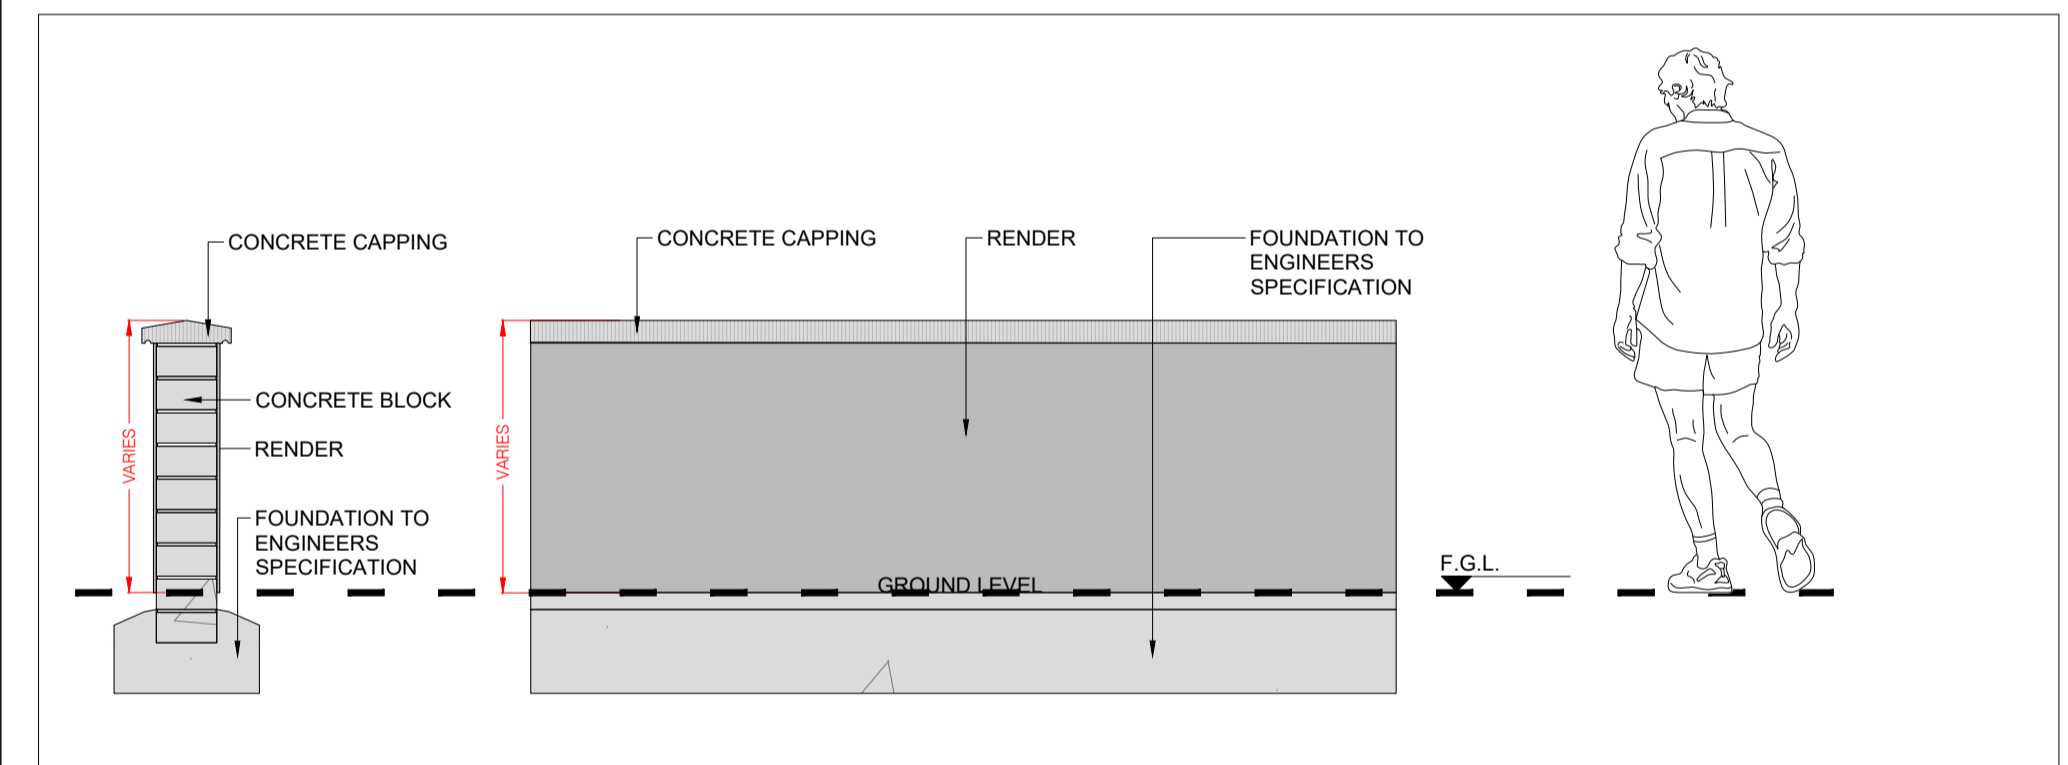 CONCRETE CAPPING
VARIES
CONCRETE BLOCK
RENDER
FOUNDATION TO
ENGINEERS
SPECIFICATION
CONCRETE CAPPING
RENDER
FOUNDATION TO
ENGINEERS
SPECIFICATION
VARIES
GROUND LEVEL
F.G.L.